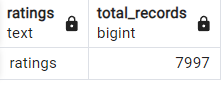 ratings total_records
text bigint
ratings 7997